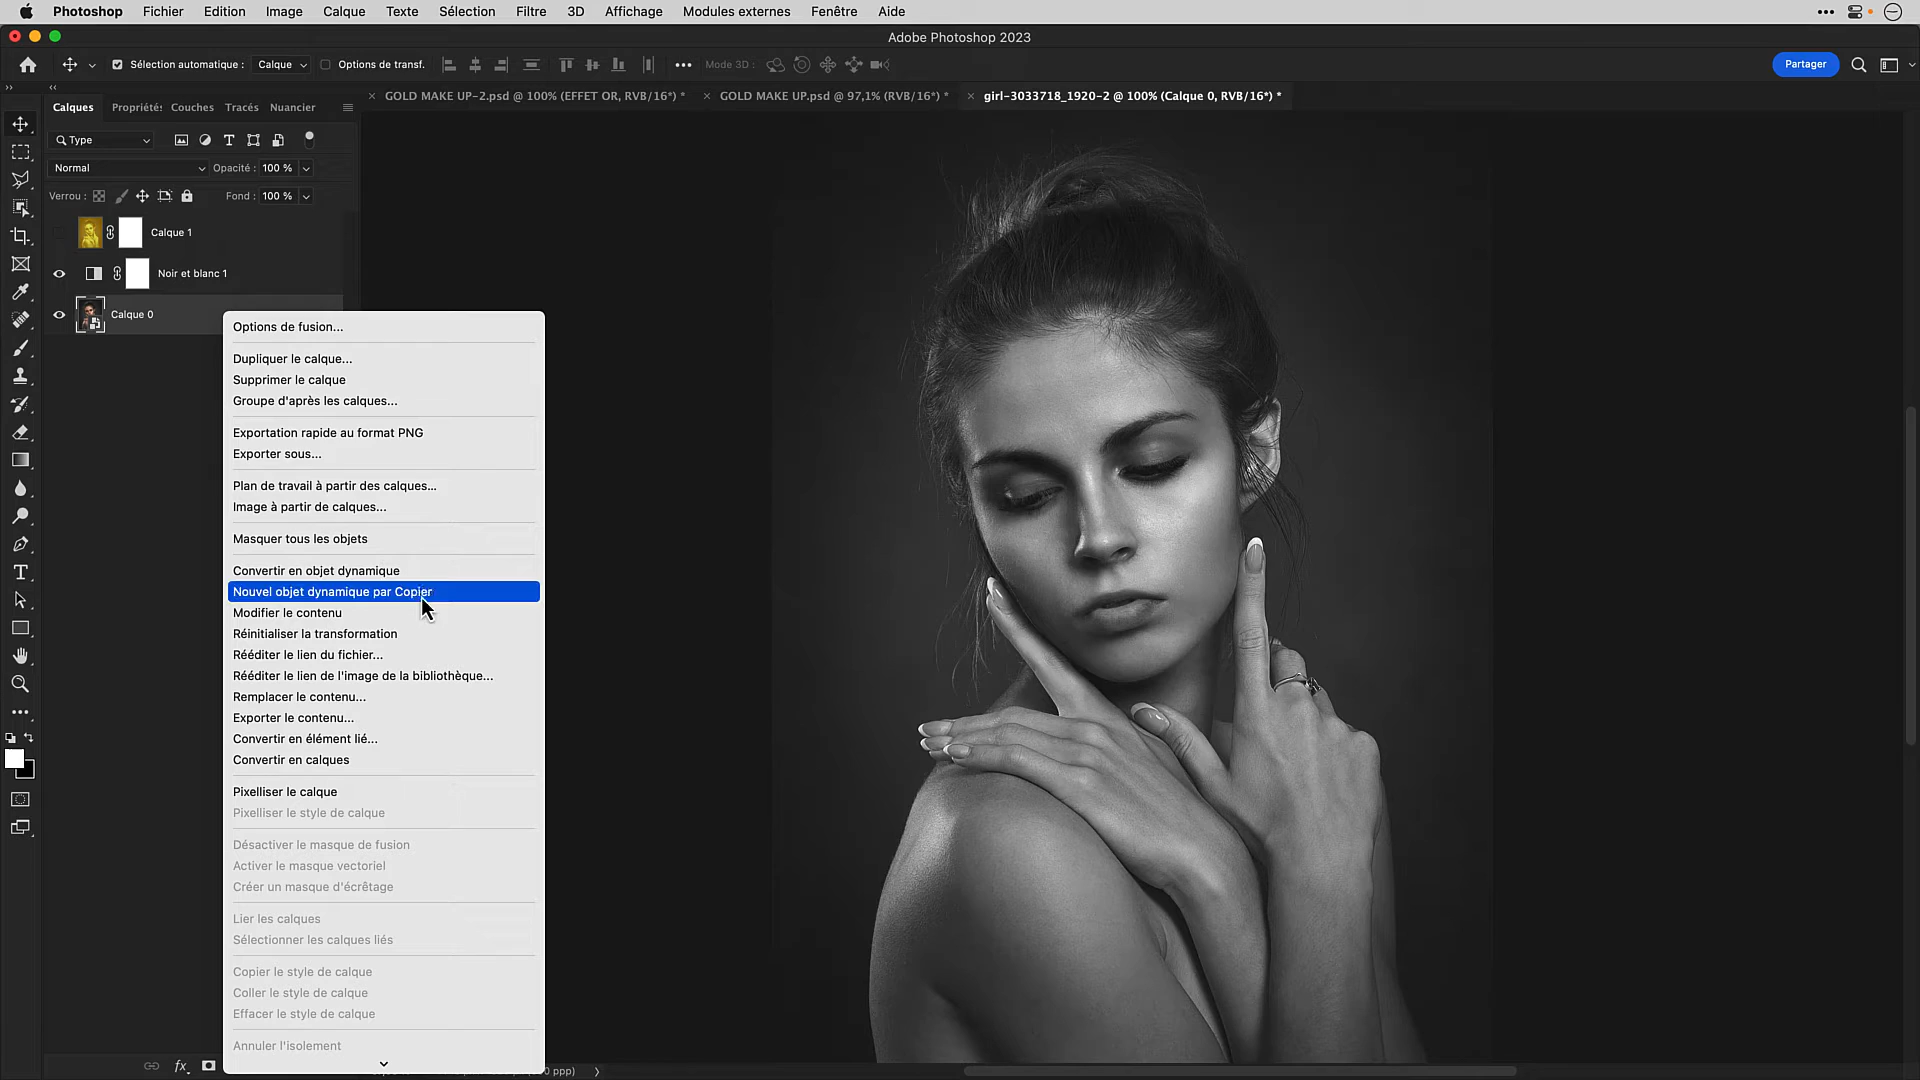 Photoshop Fichier Edition Image Calque Texte Sélection Filtre 3D Affichage Modules externes Fenêtre Aide
Adobe Photoshop 2023
Sélection automatique : Calque Options de transf. Mode 3D : Partager
Calques Propriétés Couches Tracés Nuancier
GOLD MAKE UP-2.psd @ 100% (EFFET OR, RVB/16*) *
GOLD MAKE UP.psd @ 97,1% (RVB/16*) *
girl-3033718_1920-2 @ 100% (Calque 0, RVB/16*) *
Type
Normal Opacité : 100 %
Verrou : Fond : 100 %
Calque 1
Noir et blanc 1
Calque 0
Options de fusion...
Dupliquer le calque...
Supprimer le calque
Groupe d'après les calques...
Exportation rapide au format PNG
Exporter sous...
Plan de travail à partir des calques...
Image à partir de calques...
Masquer tous les objets
Convertir en objet dynamique
Nouvel objet dynamique par Copier
Modifier le contenu
Réinitialiser la transformation
Rééditer le lien du fichier...
Rééditer le lien de l'image de la bibliothèque...
Remplacer le contenu...
Exporter le contenu...
Convertir en élément lié...
Convertir en calques
Pixelliser le calque
Pixelliser le style de calque
Désactiver le masque de fusion
Activer le masque vectoriel
Créer un masque d'écrêtage
Lier les calques
Sélectionner les calques liés
Copier le style de calque
Coller le style de calque
Effacer le style de calque
Annuler l'isolement
fx
ppp)